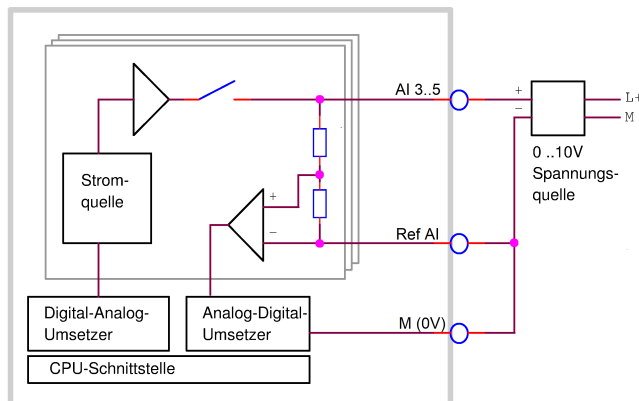 AI 3..5
+
−
L+
M
0 ..10V
Spannungs-
quelle
Strom-
quelle
+
−
Ref AI
Digital-Analog-
Umsetzer
Analog-Digital-
Umsetzer
M (0V)
CPU-Schnittstelle